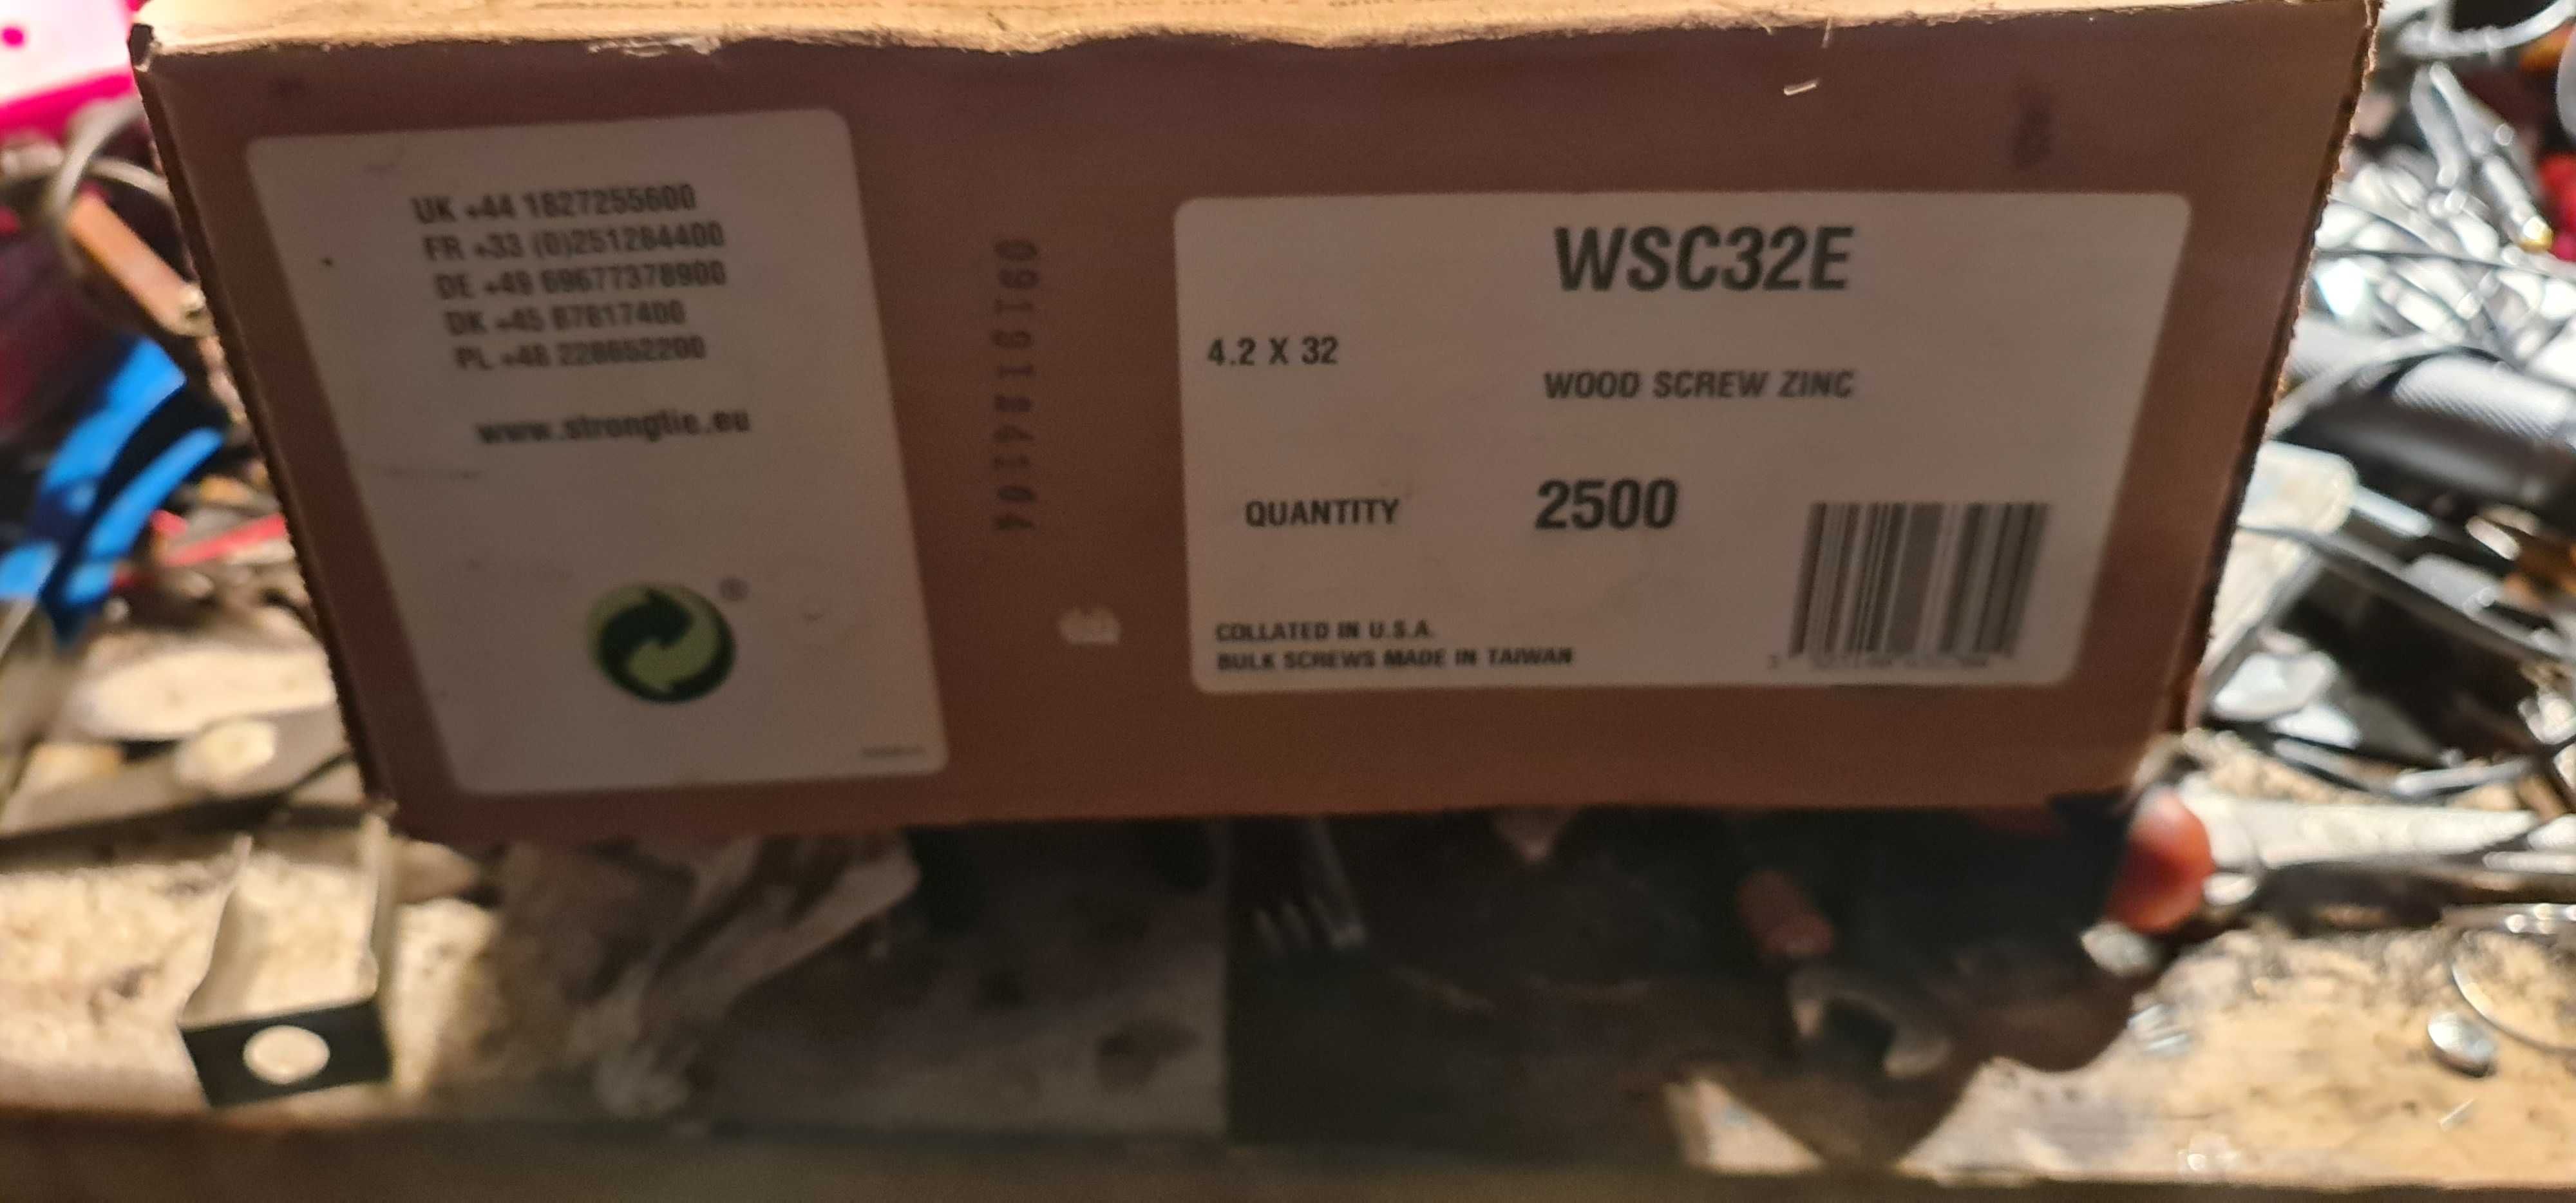 UK +44 1827255600
FR +33 (0)251284400
DE +49 69677378900
DK +45 87817400
PL +48 228652200
www.strongtie.eu
®
WSC32E
4.2 X 32
WOOD SCREW ZINC
QUANTITY 2500
COLLATED IN U.S.A.
BULK SCREWS MADE IN TAIWAN